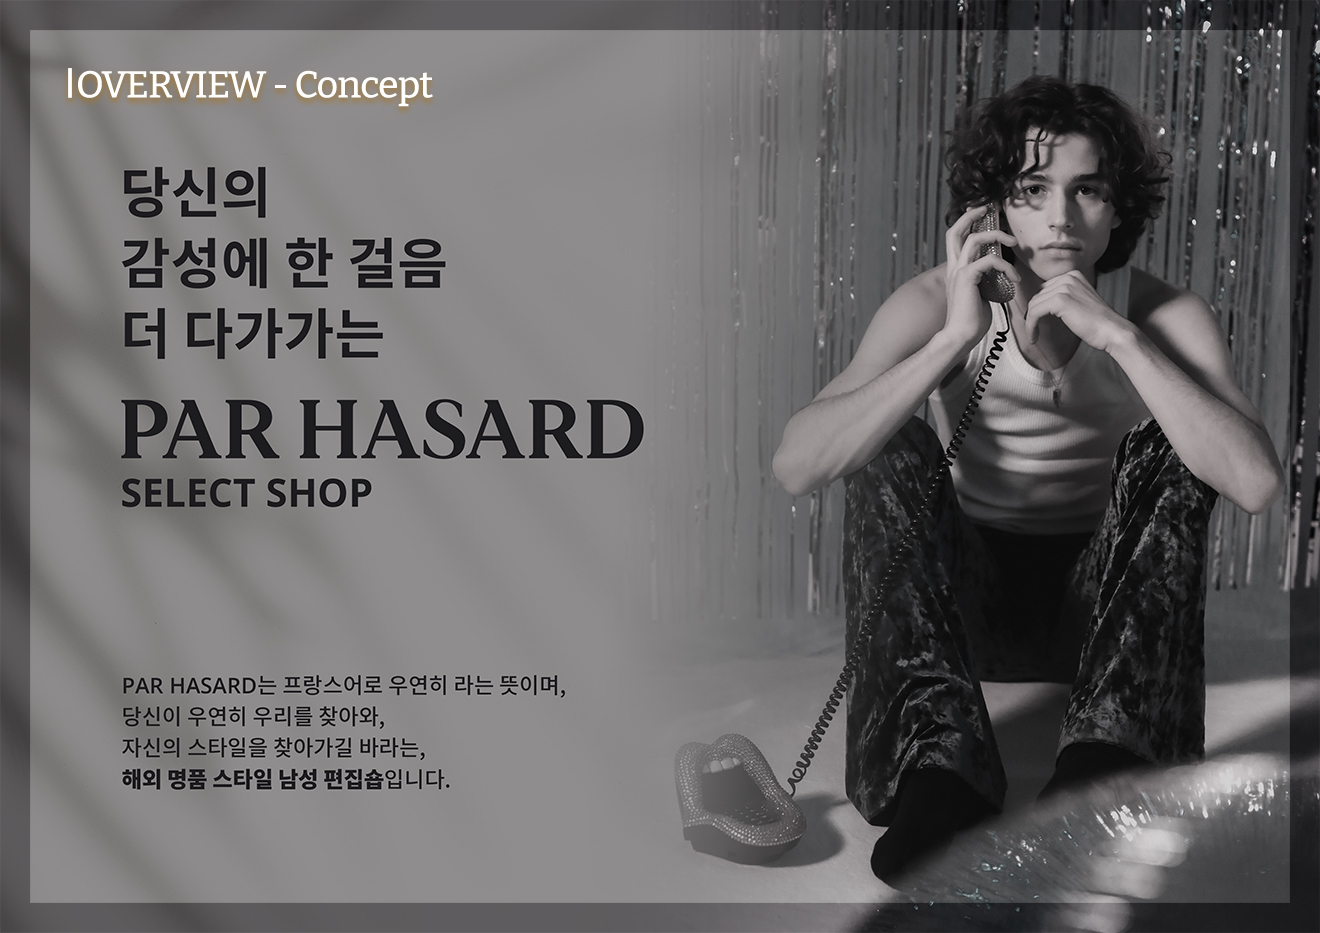 OVERVIEW - Concept
당신의
감성에 한 걸음
더 다가가는
PAR HASARD
SELECT SHOP
PAR HASARD는 프랑스어로 우연히 라는 뜻이며,
당신이 우연히 우리를 찾아와,
자신의 스타일을 찾아가길 바라는,
해외 명품 스타일 남성 편집숍입니다.